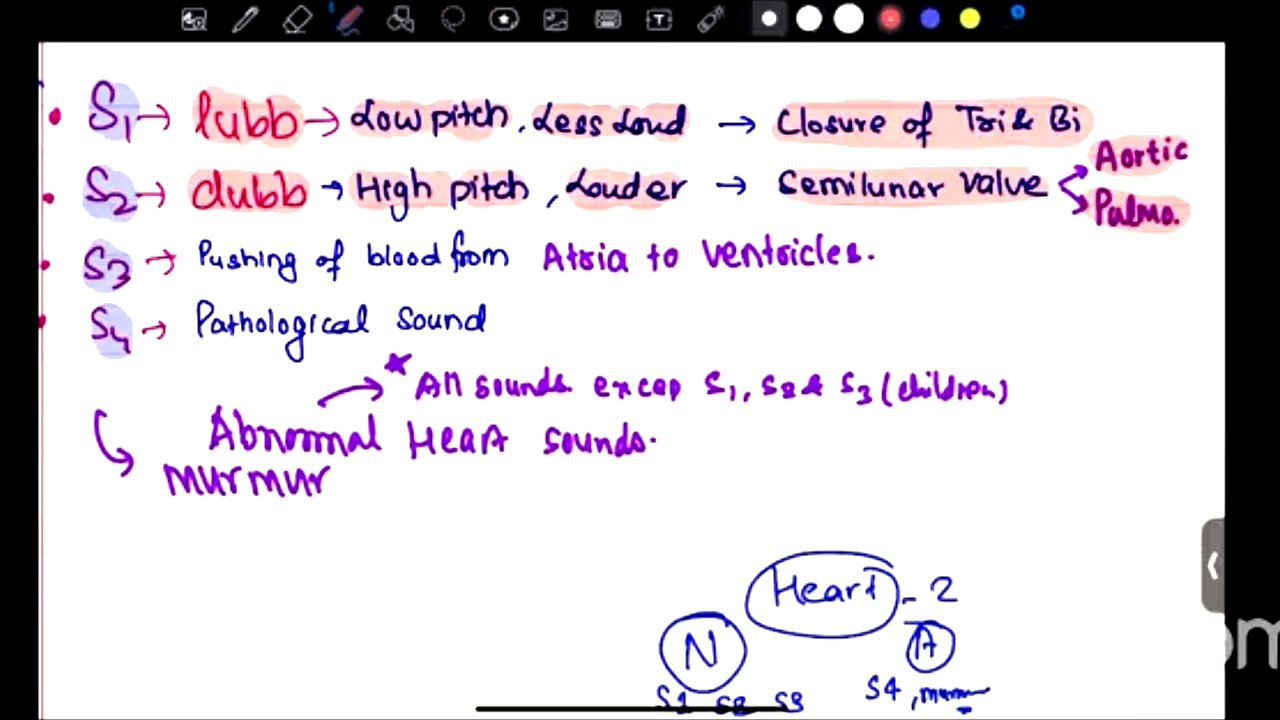 S1 → lubb → Low pitch, Less Loud → Closure of Tri & Bi
S2 → dubb → High pitch, Louder → Semilunar valve
Aortic
Pulmo.
S3 → Pushing of blood from Atria to ventricles.
S4 → Pathological sound
* All sounds excep S1, S2 & S3 (children)
Abnormal Heart sounds.
murmur
Heart - 2
N
A
S1 S2 S3
S4, murmur
om
T